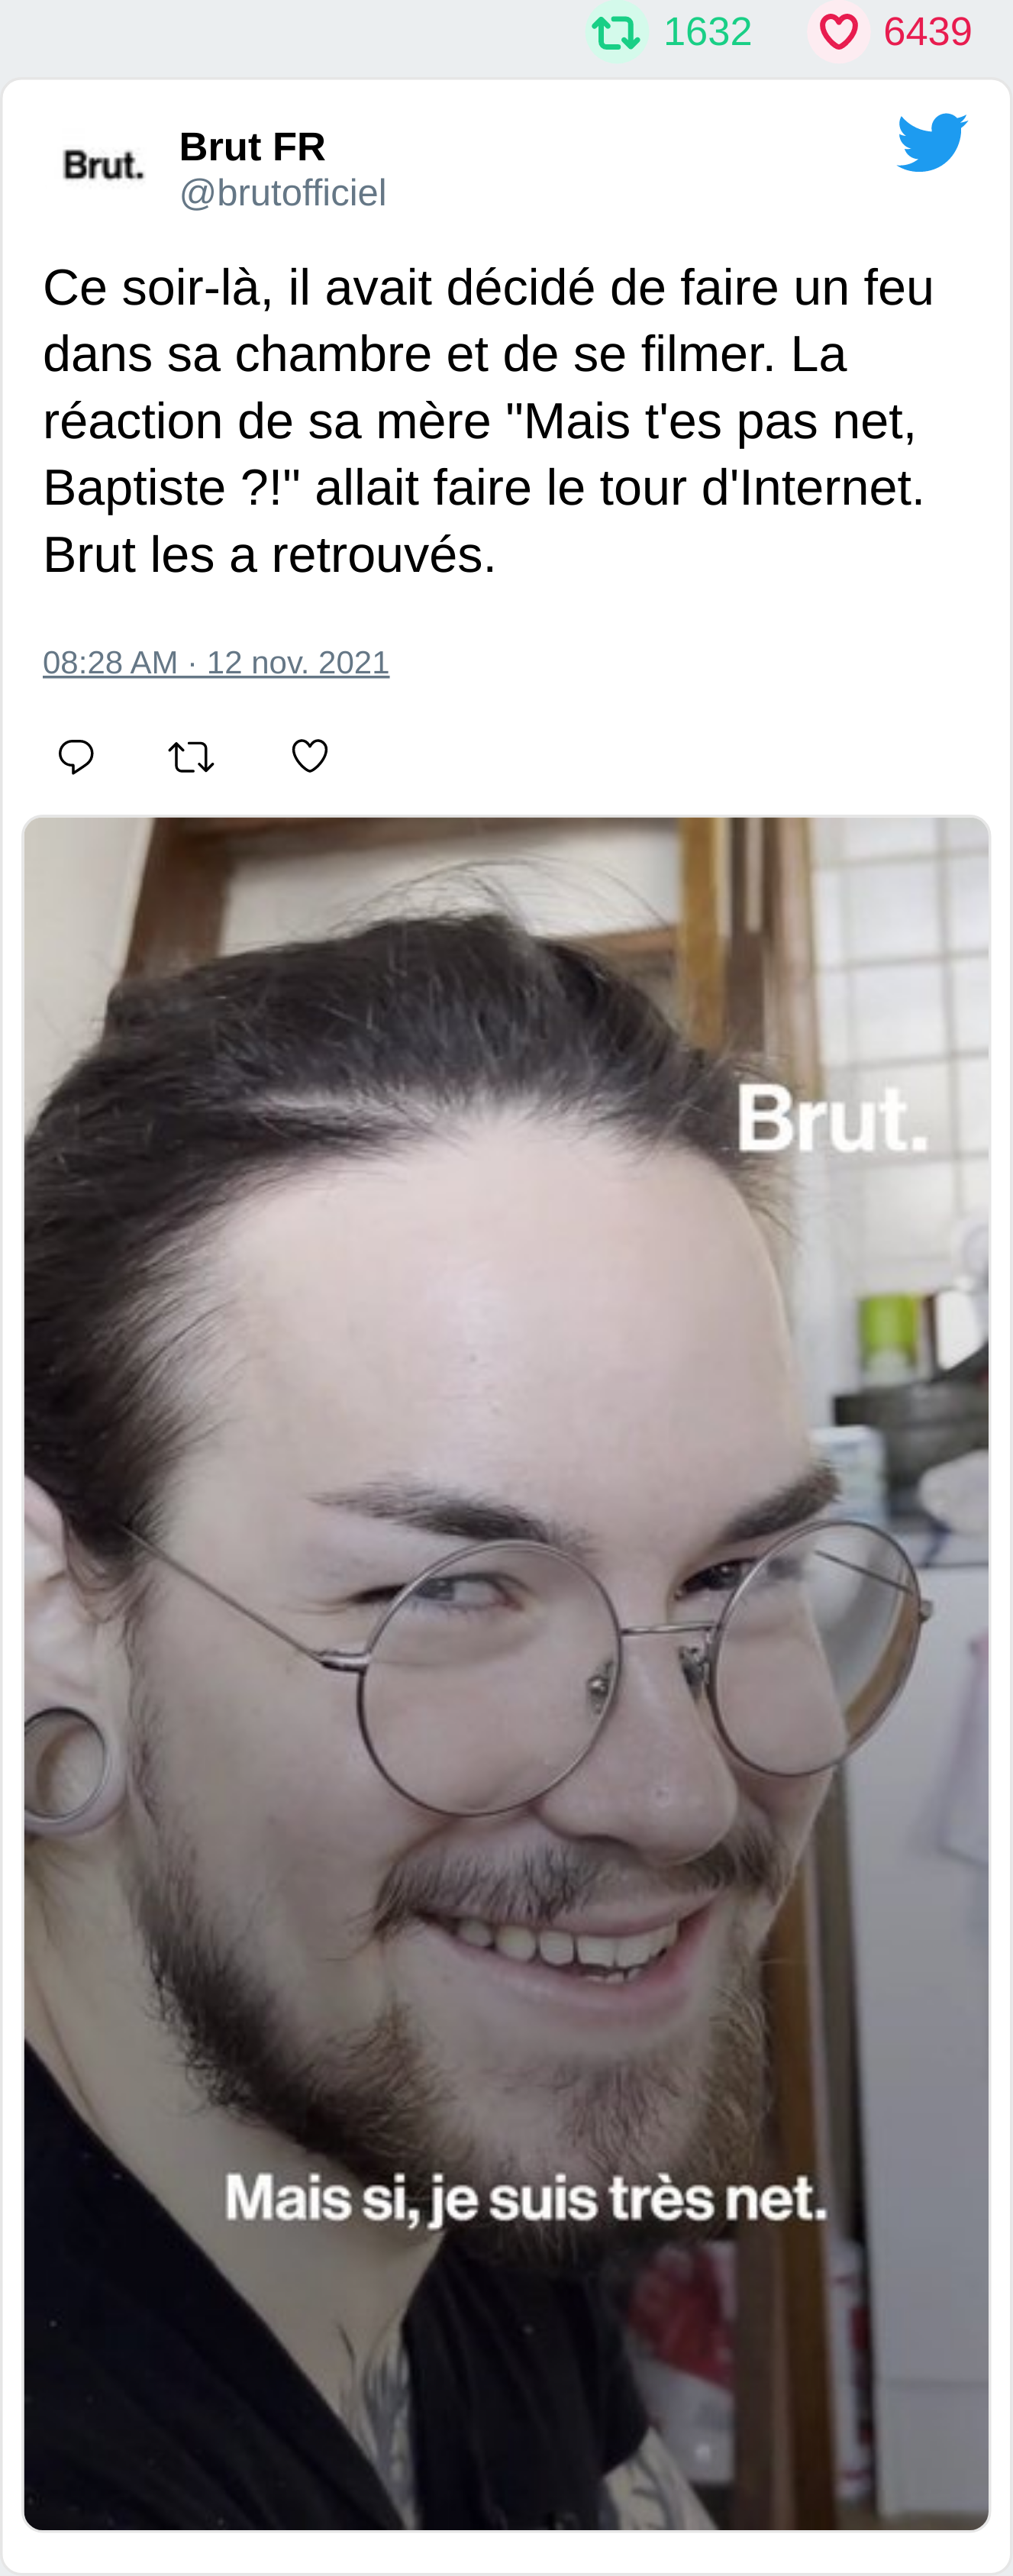 1632 6439
Brut.
Brut FR
@brutofficiel
Ce soir-là, il avait décidé de faire un feu
dans sa chambre et de se filmer. La
réaction de sa mère "Mais t'es pas net,
Baptiste ?!" allait faire le tour d'Internet.
Brut les a retrouvés.
08:28 AM · 12 nov. 2021
Brut.
Mais si, je suis très net.